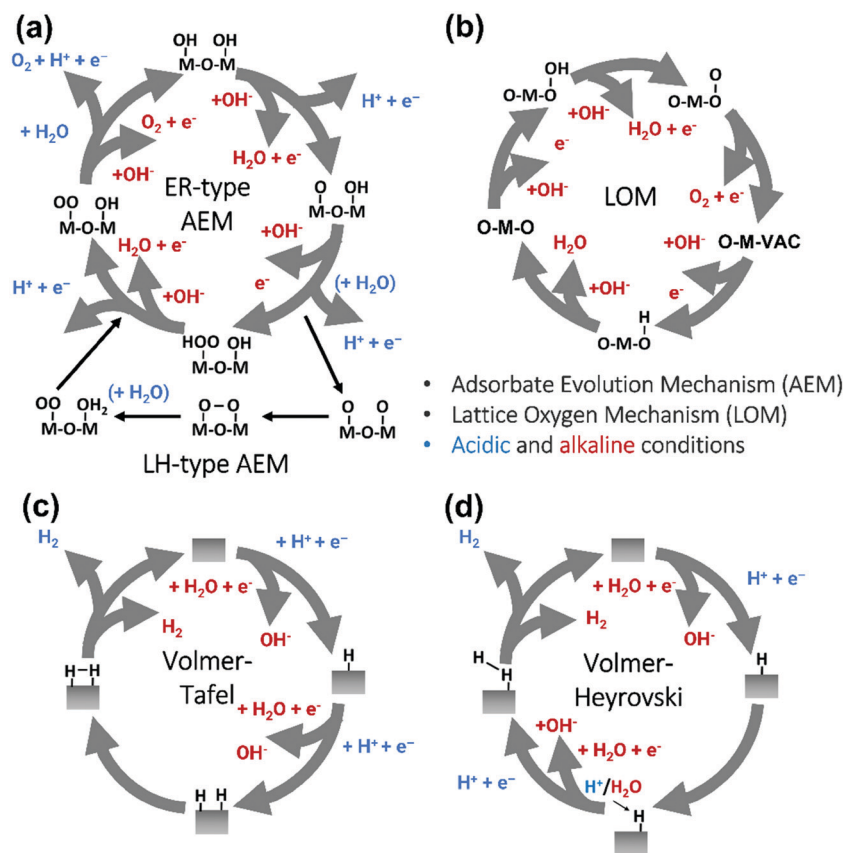 (a)
OH OH
M-O-M
O₂ + H⁺ + e⁻
+ H₂O
O₂ + e⁻
+OH⁻
+OH⁻
H₂O + e⁻
H⁺ + e⁻
ER-type
AEM
O OH
M-O-M
+OH⁻
e⁻
(+ H₂O)
H⁺ + e⁻
OO OH
M-O-M
H₂O + e⁻
+OH⁻
H⁺ + e⁻
HOO OH
M-O-M
OO OH₂
M-O-M
(+ H₂O)
O-O
M-O-M
O O
M-O-M
LH-type AEM
(b)
OH
O-M-O
O
O-M-O
+OH⁻
H₂O + e⁻
e⁻
+OH⁻
LOM
O₂ + e⁻
+OH⁻
O-M-O
H₂O
+OH⁻
O-M-VAC
e⁻
H
O-M-O
• Adsorbate Evolution Mechanism (AEM)
• Lattice Oxygen Mechanism (LOM)
• Acidic and alkaline conditions
(c)
H₂
+ H⁺ + e⁻
+ H₂O + e⁻
H₂
OH⁻
H-H
Volmer-
Tafel
H
+ H₂O + e⁻
OH⁻
+ H⁺ + e⁻
H H
(d)
H₂
H⁺ + e⁻
+ H₂O + e⁻
H₂
OH⁻
H
H
Volmer-
Heyrovski
H
+OH⁻
+ H₂O + e⁻
H⁺ + e⁻
H⁺/H₂O
H